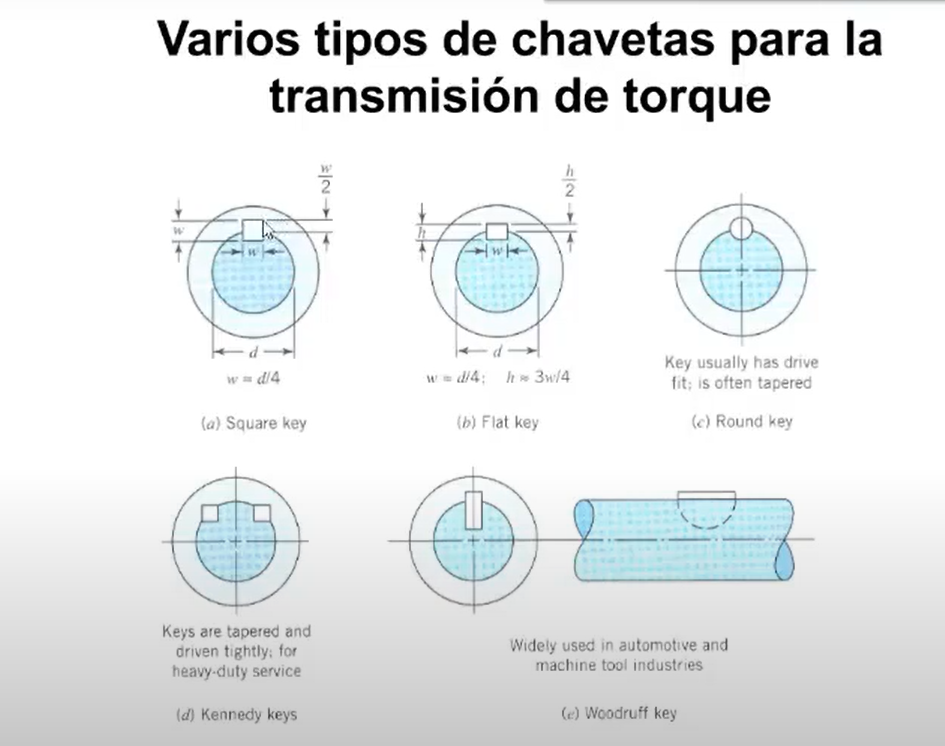 Varios tipos de chavetas para la
transmisión de torque
w
2
w
w
d
w = d/4
(a) Square key
h
2
h
w
d
w = d/4; h ≈ 3w/4
(b) Flat key
Key usually has drive
fit; is often tapered
(c) Round key
Keys are tapered and
driven tightly; for
heavy-duty service
(d) Kennedy keys
Widely used in automotive and
machine tool industries
(e) Woodruff key